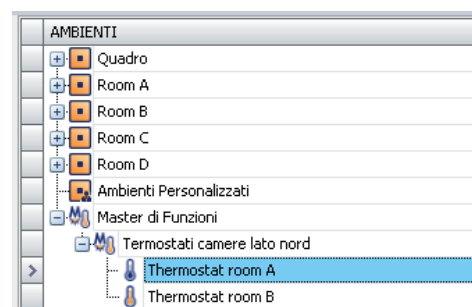 AMBIENTI
Quadro
Room A
Room B
Room C
Room D
Ambienti Personalizzati
Master di Funzioni
Termostati camere lato nord
Thermostat room A
Thermostat room B